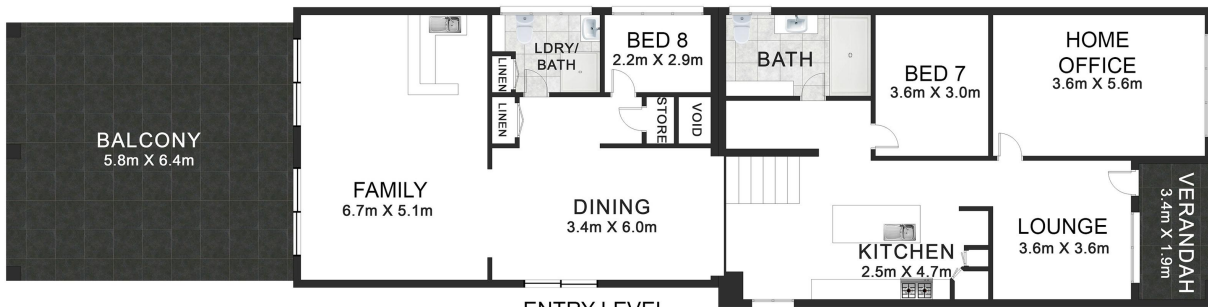 BALCONY
5.8m X 6.4m
FAMILY
6.7m X 5.1m
LDRY/
BATH
LINEN
LINEN
BED 8
2.2m X 2.9m
STORE
VOID
DINING
3.4m X 6.0m
BATH
BED 7
3.6m X 3.0m
HOME
OFFICE
3.6m X 5.6m
KITCHEN
2.5m X 4.7m
LOUNGE
3.6m X 3.6m
VERANDAH
3.4m X 1.9m
ENTRY LEVEL